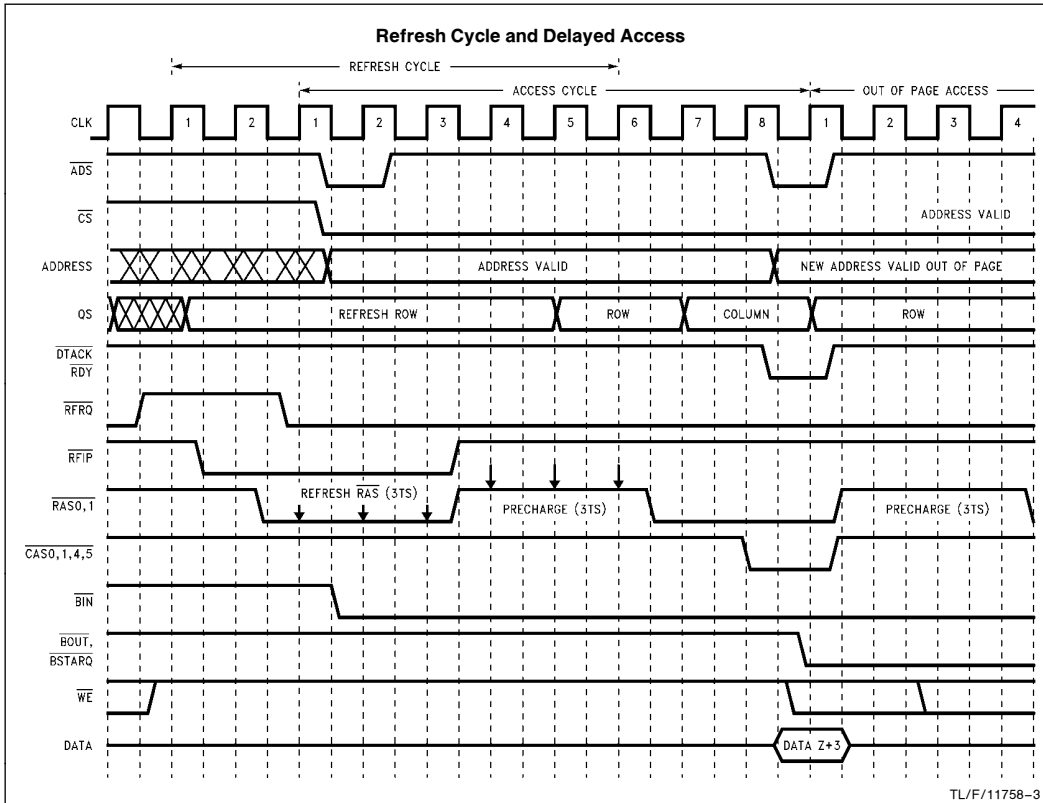 Refresh Cycle and Delayed Access
REFRESH CYCLE
ACCESS CYCLE
OUT OF PAGE ACCESS
CLK
1 2 1 2 3 4 5 6 7 8 1 2 3 4
ADS
CS
ADDRESS VALID
ADDRESS
ADDRESS VALID
NEW ADDRESS VALID OUT OF PAGE
QS
REFRESH ROW
ROW
COLUMN
ROW
DTACK
RDY
RFRQ
RFIP
RAS0,1
REFRESH RAS (3TS)
PRECHARGE (3TS)
PRECHARGE (3TS)
CAS0,1,4,5
BIN
BOUT,
BSTARQ
WE
DATA
DATA Z+3
TL/F/11758–3